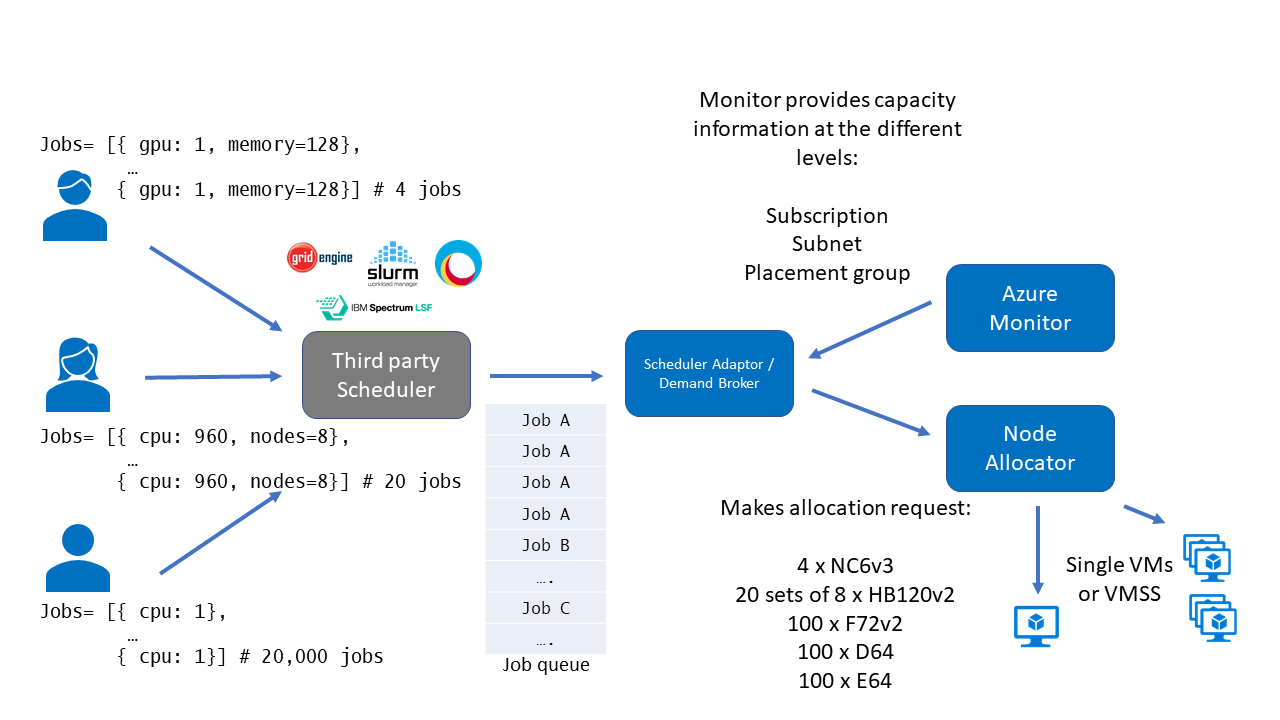 Monitor provides capacity
information at the different
levels:
Subscription
Subnet
Placement group
Jobs= [{ gpu: 1, memory=128},
…
{ gpu: 1, memory=128}] # 4 jobs
grid engine
slurm
workload manager
IBM Spectrum LSF
Third party
Scheduler
Jobs= [{ cpu: 960, nodes=8},
…
{ cpu: 960, nodes=8}] # 20 jobs
Jobs= [{ cpu: 1},
…
{ cpu: 1}] # 20,000 jobs
Job A
Job A
Job A
Job A
Job B
….
Job C
….
Job queue
Scheduler Adaptor /
Demand Broker
Azure
Monitor
Node
Allocator
Makes allocation request:
4 x NC6v3
20 sets of 8 x HB120v2
100 x F72v2
100 x D64
100 x E64
Single VMs
or VMSS